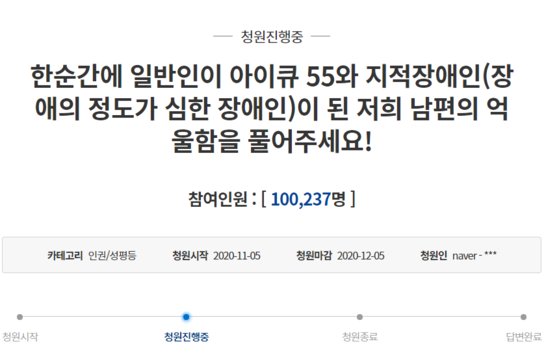 청원진행중
한순간에 일반인이 아이큐 55와 지적장애인(장
애의 정도가 심한 장애인)이 된 저희 남편의 억
울함을 풀어주세요!
참여인원 : [ 100,237명 ]
카테고리 인권/성평등 청원시작 2020-11-05 청원마감 2020-12-05 청원인 naver - ***
청원시작 청원진행중 청원종료 답변완료